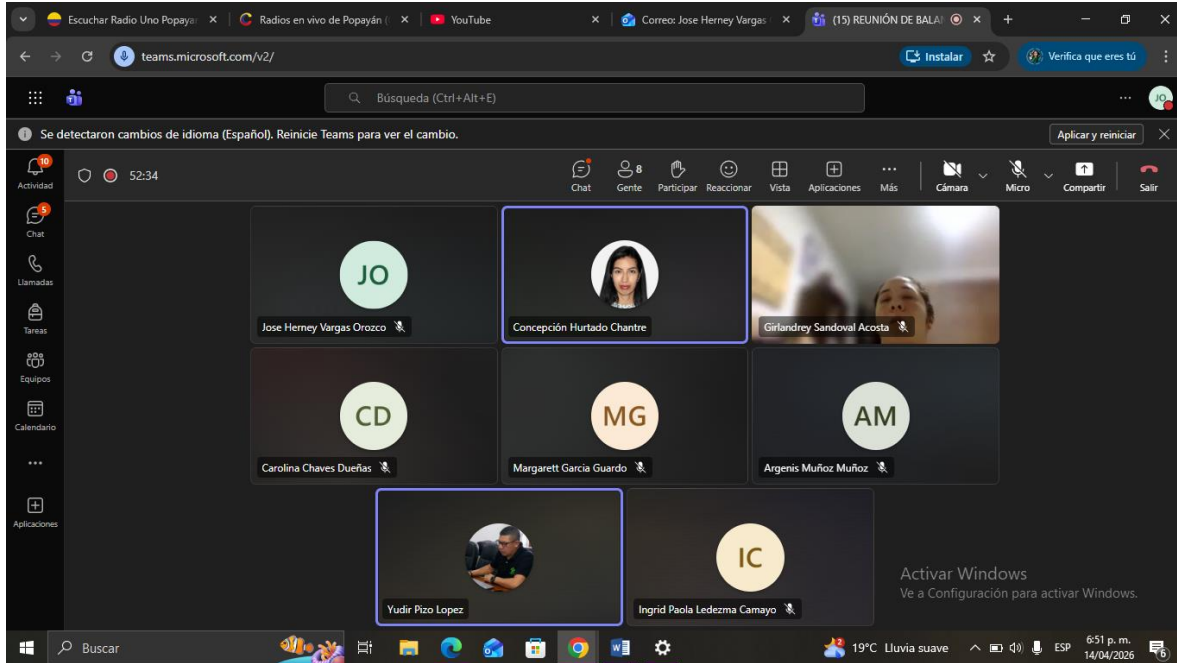 Escuchar Radio Uno Popayar
Radios en vivo de Popayán (
YouTube
Correo: Jose Herney Vargas
(15) REUNIÓN DE BALAN
teams.microsoft.com/v2/
Instalar
Verifica que eres tú
Búsqueda (Ctrl+Alt+E)
JO
Se detectaron cambios de idioma (Español). Reinicie Teams para ver el cambio.
Aplicar y reiniciar
10
Actividad
52:34
Chat
8
Gente
Participar
Reaccionar
Vista
Aplicaciones
Más
Cámara
Micro
Compartir
Salir
5
Chat
Llamadas
Tareas
Equipos
Calendario
Aplicaciones
JO
Jose Herney Vargas Orozco
Concepción Hurtado Chantre
Girlandrey Sandoval Acosta
CD
Carolina Chaves Dueñas
MG
Margarett Garcia Guardo
AM
Argenis Muñoz Muñoz
Yudir Pizo Lopez
IC
Ingrid Paola Ledezma Camayo
Activar Windows
Ve a Configuración para activar Windows.
Buscar
19°C Lluvia suave
ESP
6:51 p. m.
14/04/2026